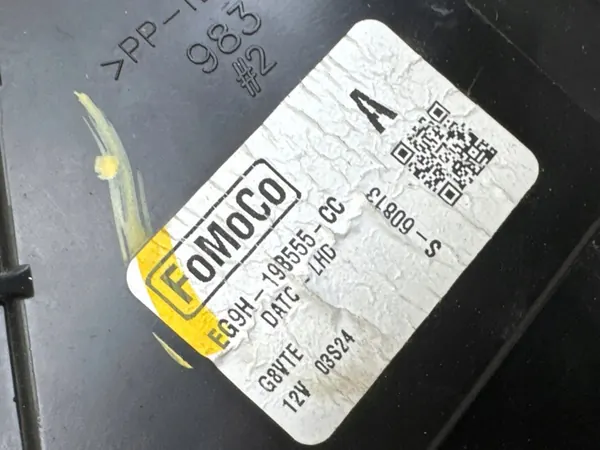 >PP-T
983
#2
A
FoMoCo
EG9H-19B555-CC
DATC - LHD
S-60813
G8VTE
12V 03S24